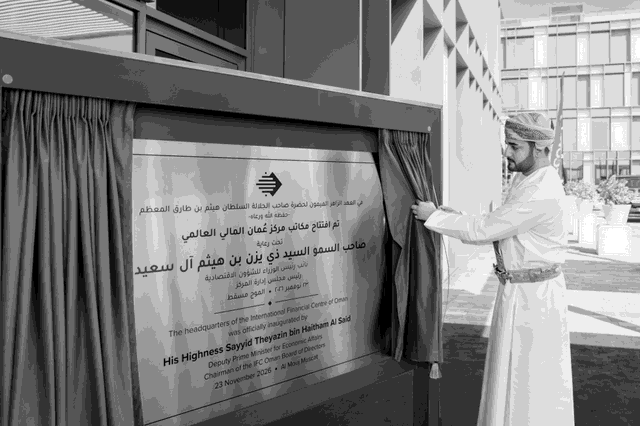 في العهد الزاهر الميمون لحضرة صاحب الجلالة السلطان هيثم بن طارق المعظم
-حفظه الله ورعاه-
تم افتتاح مكاتب مركز عُمان المالي العالمي
تحت رعاية
صاحب السمو السيد ذي يزن بن هيثم آل سعيد
نائب رئيس الوزراء للشؤون الاقتصادية
رئيس مجلس إدارة المركز
٢٣ نوفمبر ٢٠٢٦ • الموج مسقط
The headquarters of the International Financial Centre of Oman
was officially inaugurated by
His Highness Sayyid Theyazin bin Haitham Al Said
Deputy Prime Minister for Economic Affairs
Chairman of the IFC Oman Board of Directors
23 November 2026 • Al Mouj Muscat